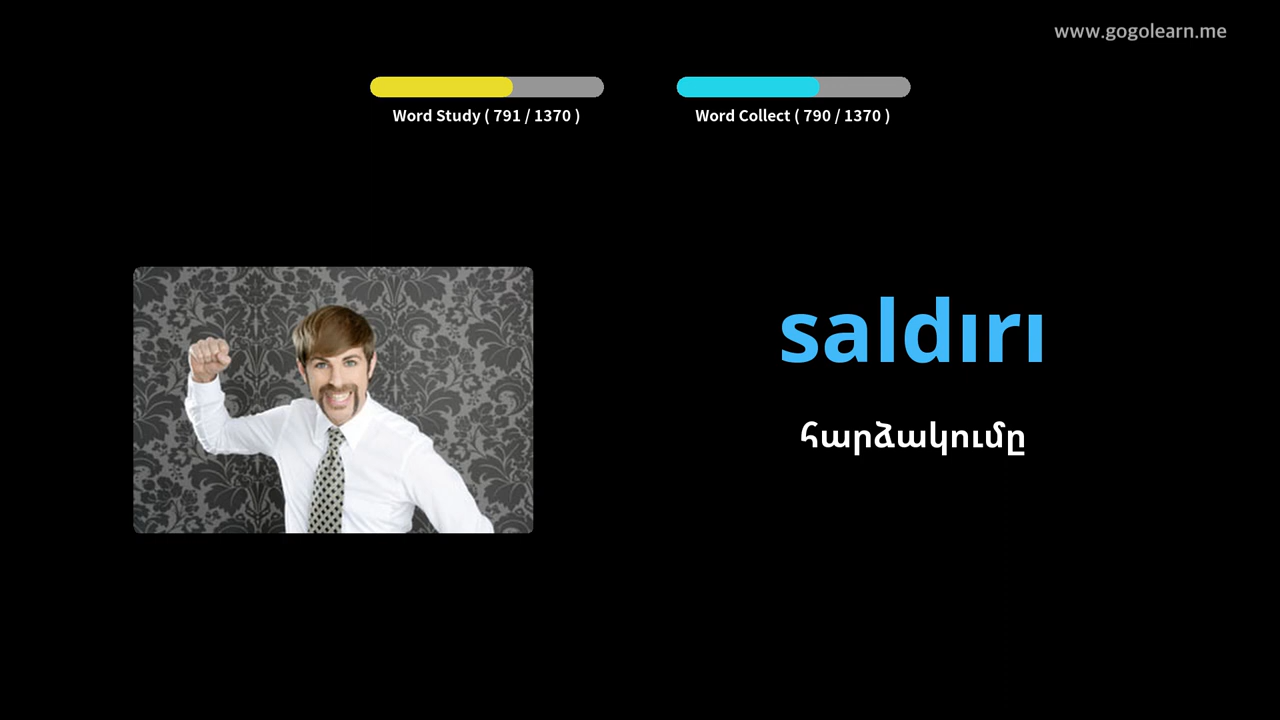 www.gogolearn.me
Word Study ( 791 / 1370 )
Word Collect ( 790 / 1370 )
saldırı
հարձակումը